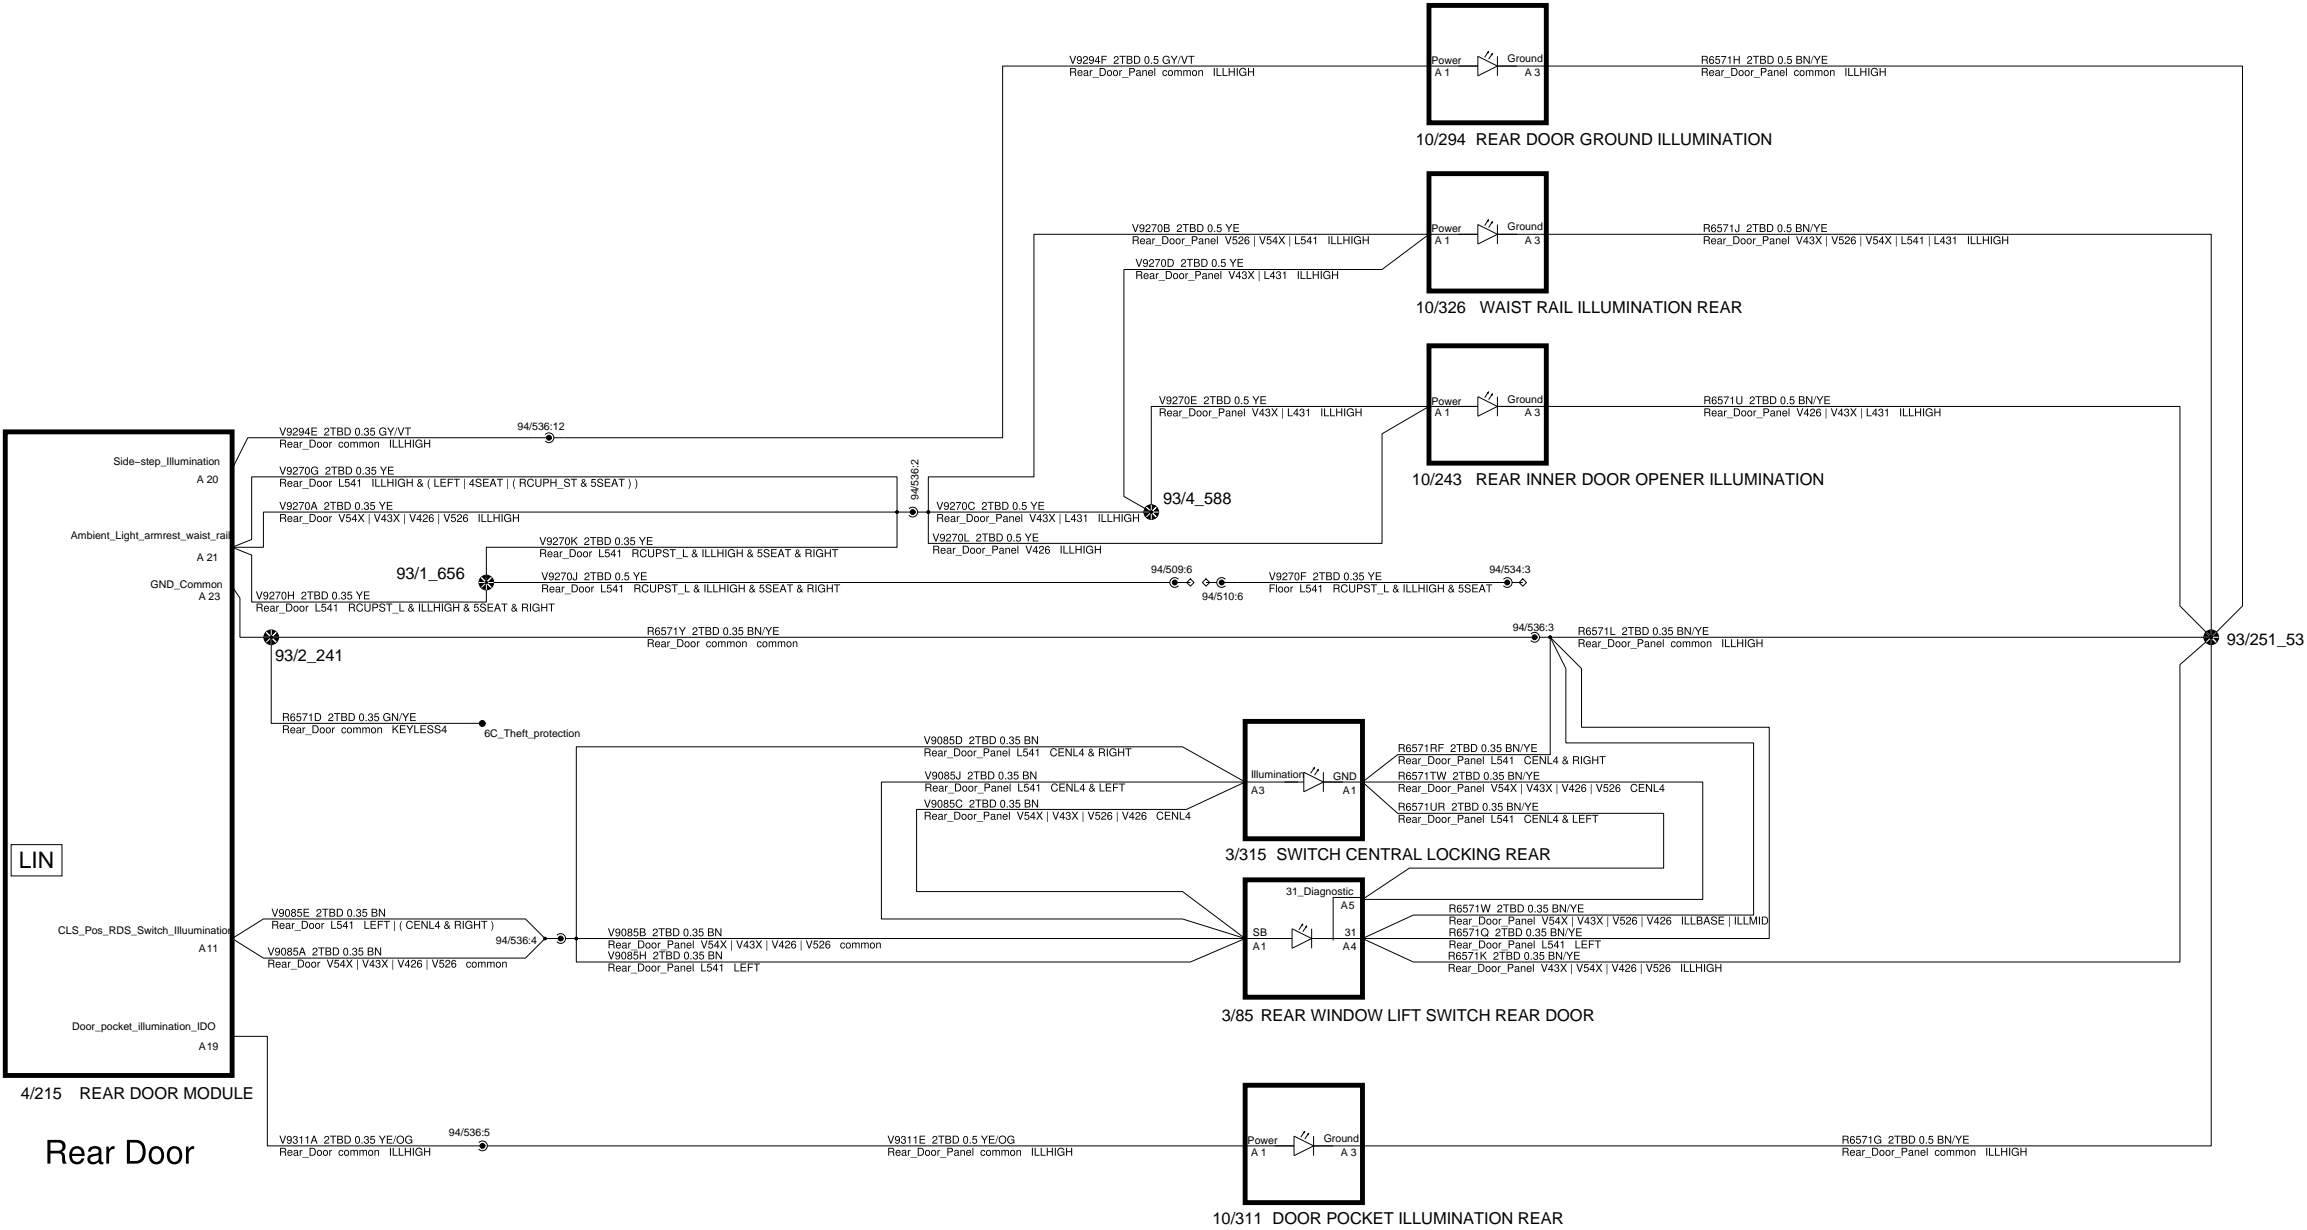 V9294F 2TBD 0.5 GY/VT
Rear_Door_Panel common ILLHIGH
Power
A 1
Ground
A 3
R6571H 2TBD 0.5 BN/YE
Rear_Door_Panel common ILLHIGH
10/294 REAR DOOR GROUND ILLUMINATION
V9270B 2TBD 0.5 YE
Rear_Door_Panel V526 | V54X | L541 ILLHIGH
V9270D 2TBD 0.5 YE
Rear_Door_Panel V43X | L431 ILLHIGH
Power
A 1
Ground
A 3
R6571J 2TBD 0.5 BN/YE
Rear_Door_Panel V43X | V526 | V54X | L541 | L431 ILLHIGH
10/326 WAIST RAIL ILLUMINATION REAR
V9270E 2TBD 0.5 YE
Rear_Door_Panel V43X | L431 ILLHIGH
Power
A 1
Ground
A 3
R6571U 2TBD 0.5 BN/YE
Rear_Door_Panel V426 | V43X | L431 ILLHIGH
10/243 REAR INNER DOOR OPENER ILLUMINATION
Side-step_Illumination
A 20
V9294E 2TBD 0.35 GY/VT
Rear_Door common ILLHIGH
94/536:12
V9270G 2TBD 0.35 YE
Rear_Door L541 ILLHIGH & ( LEFT | 4SEAT | ( RCUPH_ST & 5SEAT ) )
94/536:2
V9270A 2TBD 0.35 YE
Rear_Door V54X | V43X | V426 | V526 ILLHIGH
V9270C 2TBD 0.5 YE
Rear_Door_Panel V43X | L431 ILLHIGH
93/4_588
Ambient_Light_armrest_waist_rail
A 21
V9270K 2TBD 0.35 YE
Rear_Door L541 RCUPST_L & ILLHIGH & 5SEAT & RIGHT
V9270L 2TBD 0.5 YE
Rear_Door_Panel V426 ILLHIGH
93/1_656
V9270J 2TBD 0.5 YE
Rear_Door L541 RCUPST_L & ILLHIGH & 5SEAT & RIGHT
94/509:6
94/510:6
V9270F 2TBD 0.35 YE
Floor L541 RCUPST_L & ILLHIGH & 5SEAT
94/534:3
GND_Common
A 23
V9270H 2TBD 0.35 YE
Rear_Door L541 RCUPST_L & ILLHIGH & 5SEAT & RIGHT
93/2_241
R6571Y 2TBD 0.35 BN/YE
Rear_Door common common
94/536:3
R6571L 2TBD 0.35 BN/YE
Rear_Door_Panel common ILLHIGH
93/251_53
R6571D 2TBD 0.35 GN/YE
Rear_Door common KEYLESS4
6C_Theft_protection
V9085D 2TBD 0.35 BN
Rear_Door_Panel L541 CENL4 & RIGHT
V9085J 2TBD 0.35 BN
Rear_Door_Panel L541 CENL4 & LEFT
V9085C 2TBD 0.35 BN
Rear_Door_Panel V54X | V43X | V526 | V426 CENL4
Illumination
A3
GND
A1
R6571RF 2TBD 0.35 BN/YE
Rear_Door_Panel L541 CENL4 & RIGHT
R6571TW 2TBD 0.35 BN/YE
Rear_Door_Panel V54X | V43X | V426 | V526 CENL4
R6571UR 2TBD 0.35 BN/YE
Rear_Door_Panel L541 CENL4 & LEFT
3/315 SWITCH CENTRAL LOCKING REAR
LIN
CLS_Pos_RDS_Switch_Illuumination
A11
V9085E 2TBD 0.35 BN
Rear_Door L541 LEFT | ( CENL4 & RIGHT )
94/536:4
V9085A 2TBD 0.35 BN
Rear_Door V54X | V43X | V426 | V526 common
V9085B 2TBD 0.35 BN
Rear_Door_Panel V54X | V43X | V426 | V526 common
V9085H 2TBD 0.35 BN
Rear_Door_Panel L541 LEFT
31_Diagnostic
A5
SB
A1
31
A4
R6571W 2TBD 0.35 BN/YE
Rear_Door_Panel V54X | V43X | V526 | V426 ILLBASE | ILLMID
R6571Q 2TBD 0.35 BN/YE
Rear_Door_Panel L541 LEFT
R6571K 2TBD 0.35 BN/YE
Rear_Door_Panel V43X | V54X | V426 | V526 ILLHIGH
3/85 REAR WINDOW LIFT SWITCH REAR DOOR
Door_pocket_illumination_IDO
A19
4/215 REAR DOOR MODULE
Rear Door
V9311A 2TBD 0.35 YE/OG
Rear_Door common ILLHIGH
94/536:5
V9311E 2TBD 0.5 YE/OG
Rear_Door_Panel common ILLHIGH
Power
A 1
Ground
A 3
R6571G 2TBD 0.5 BN/YE
Rear_Door_Panel common ILLHIGH
10/311 DOOR POCKET ILLUMINATION REAR